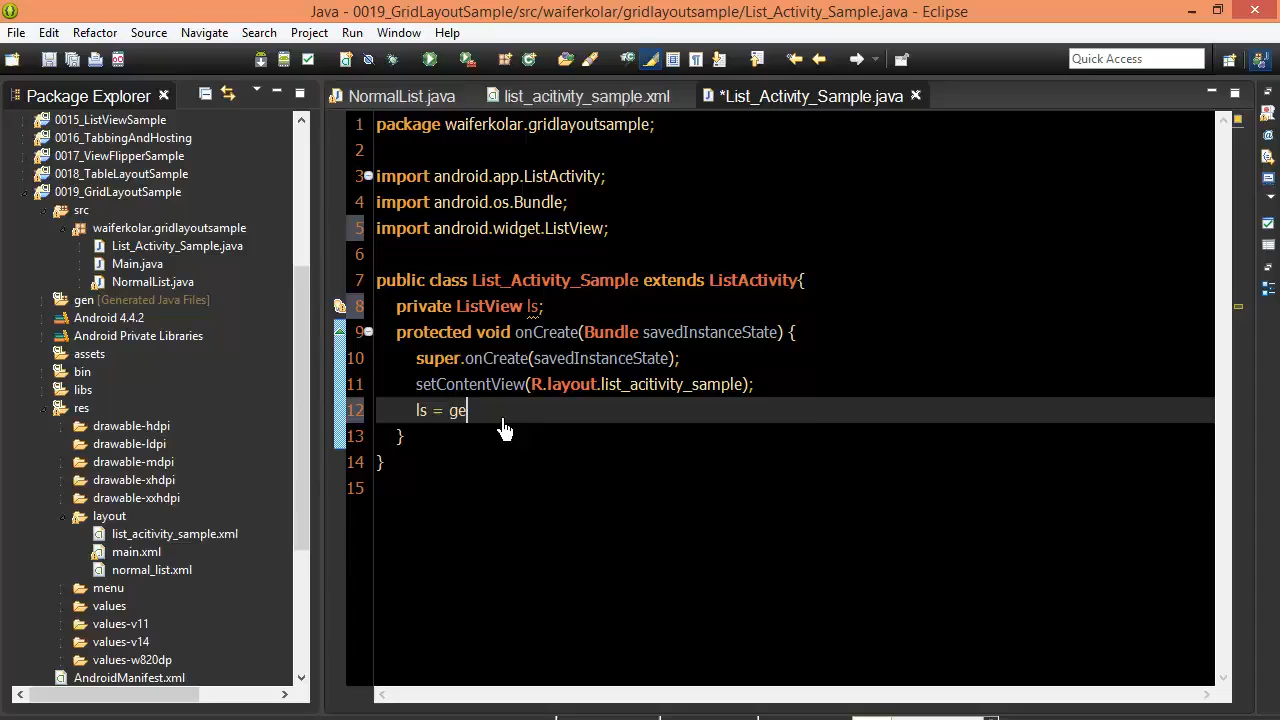 Java - 0019_GridLayoutSample/src/waiferkolar/gridlayoutsample/List_Activity_Sample.java - Eclipse
File Edit Refactor Source Navigate Search Project Run Window Help
Quick Access
Package Explorer
NormalList.java
list_acitivity_sample.xml
*List_Activity_Sample.java
0015_ListViewSample
0016_TabbingAndHosting
0017_ViewFlipperSample
0018_TableLayoutSample
0019_GridLayoutSample
src
waiferkolar.gridlayoutsample
List_Activity_Sample.java
Main.java
NormalList.java
gen [Generated Java Files]
Android 4.4.2
Android Private Libraries
assets
bin
libs
res
drawable-hdpi
drawable-ldpi
drawable-mdpi
drawable-xhdpi
drawable-xxhdpi
layout
list_acitivity_sample.xml
main.xml
normal_list.xml
menu
values
values-v11
values-v14
values-w820dp
AndroidManifest.xml
1 package waiferkolar.gridlayoutsample;
2
3 import android.app.ListActivity;
4 import android.os.Bundle;
5 import android.widget.ListView;
6
7 public class List_Activity_Sample extends ListActivity{
8 private ListView ls;
9 protected void onCreate(Bundle savedInstanceState) {
10 super.onCreate(savedInstanceState);
11 setContentView(R.layout.list_acitivity_sample);
12 ls = ge
13 }
14 }
15